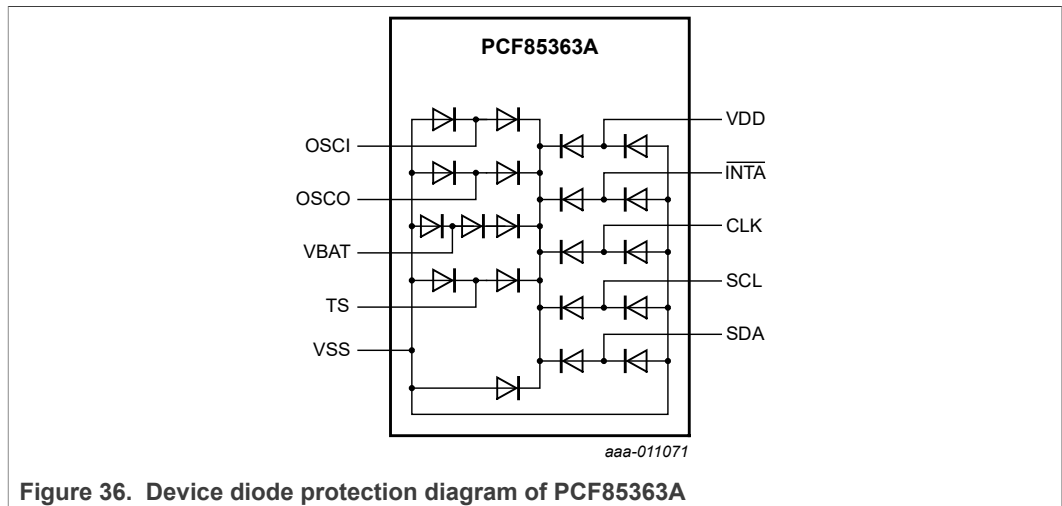 PCF85363A
OSCI
OSCO
VBAT
TS
VSS
VDD
INTA
CLK
SCL
SDA
aaa-011071
Figure 36. Device diode protection diagram of PCF85363A